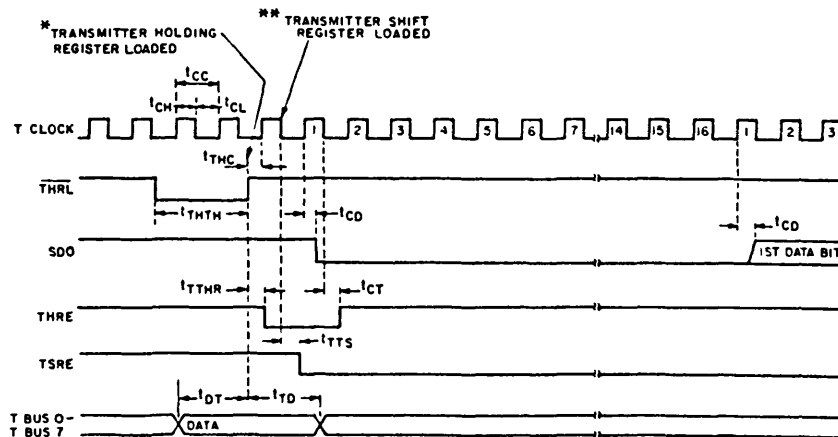 *TRANSMITTER HOLDING
REGISTER LOADED
**TRANSMITTER SHIFT
REGISTER LOADED
tCC
tCH
tCL
T CLOCK
1 2 3 4 5 6 7 14 15 16 1 2 3
tTHC
THRL
tTHTH
tCD
SDO
tCD
1ST DATA BIT
tTTHR
tCT
THRE
tTTS
TSRE
tDT
tTD
T BUS 0-
T BUS 7
DATA